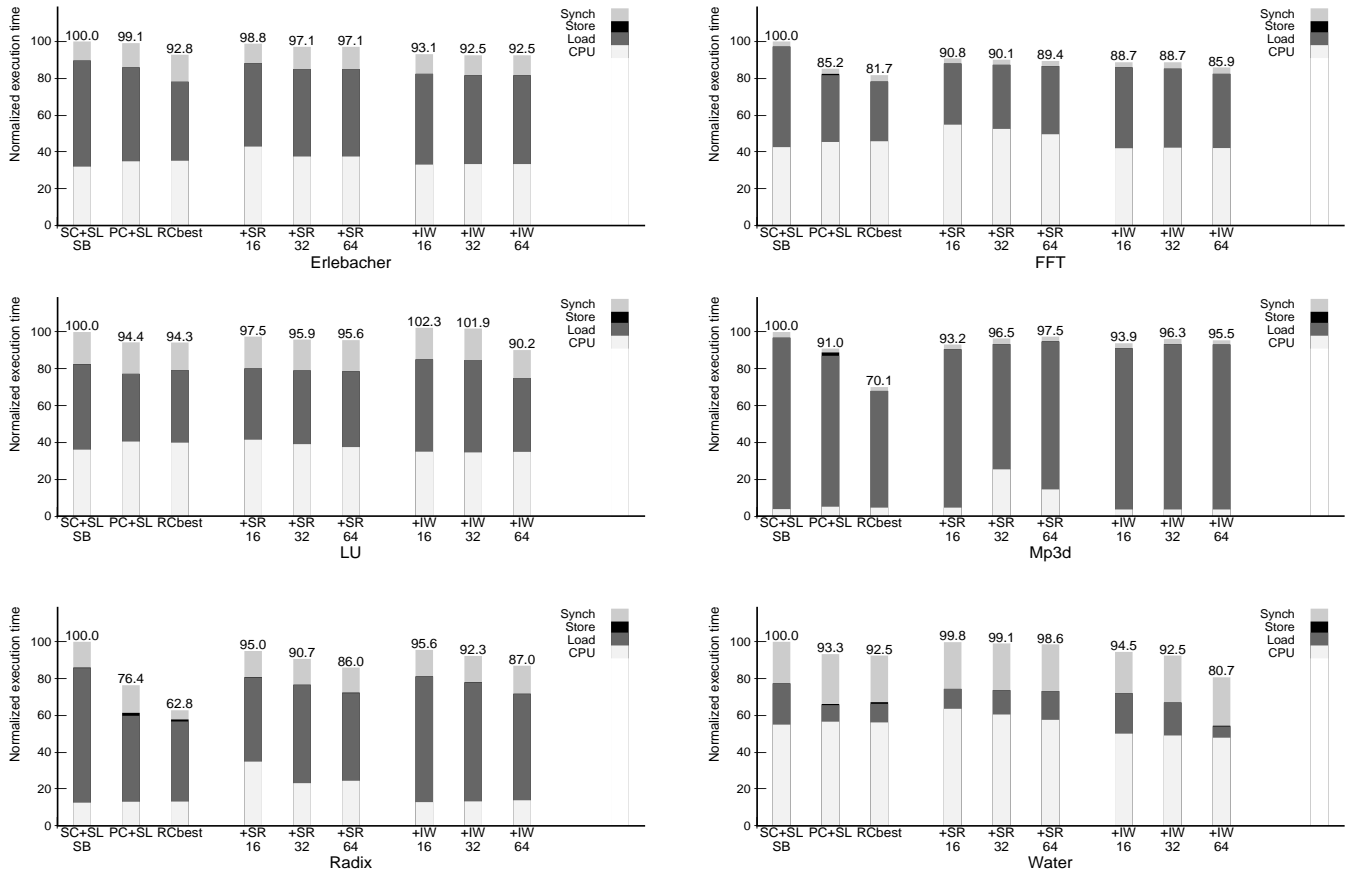 Normalized execution time
100
80
60
40
20
0
Synch
Store
Load
CPU
100.0 99.1 92.8 98.8 97.1 97.1 93.1 92.5 92.5
SC+SL PC+SL RCbest +SR +SR +SR +IW +IW +IW
SB 16 32 64 16 32 64
Erlebacher
Normalized execution time
100
80
60
40
20
0
Synch
Store
Load
CPU
100.0 85.2 81.7 90.8 90.1 89.4 88.7 88.7 85.9
SC+SL PC+SL RCbest +SR +SR +SR +IW +IW +IW
SB 16 32 64 16 32 64
FFT
Normalized execution time
100
80
60
40
20
0
Synch
Store
Load
CPU
100.0 94.4 94.3 97.5 95.9 95.6 102.3 101.9 90.2
SC+SL PC+SL RCbest +SR +SR +SR +IW +IW +IW
SB 16 32 64 16 32 64
LU
Normalized execution time
100
80
60
40
20
0
Synch
Store
Load
CPU
100.0 91.0 70.1 93.2 96.5 97.5 93.9 96.3 95.5
SC+SL PC+SL RCbest +SR +SR +SR +IW +IW +IW
SB 16 32 64 16 32 64
Mp3d
Normalized execution time
100
80
60
40
20
0
Synch
Store
Load
CPU
100.0 76.4 62.8 95.0 90.7 86.0 95.6 92.3 87.0
SC+SL PC+SL RCbest +SR +SR +SR +IW +IW +IW
SB 16 32 64 16 32 64
Radix
Normalized execution time
100
80
60
40
20
0
Synch
Store
Load
CPU
100.0 93.3 92.5 99.8 99.1 98.6 94.5 92.5 80.7
SC+SL PC+SL RCbest +SR +SR +SR +IW +IW +IW
SB 16 32 64 16 32 64
Water